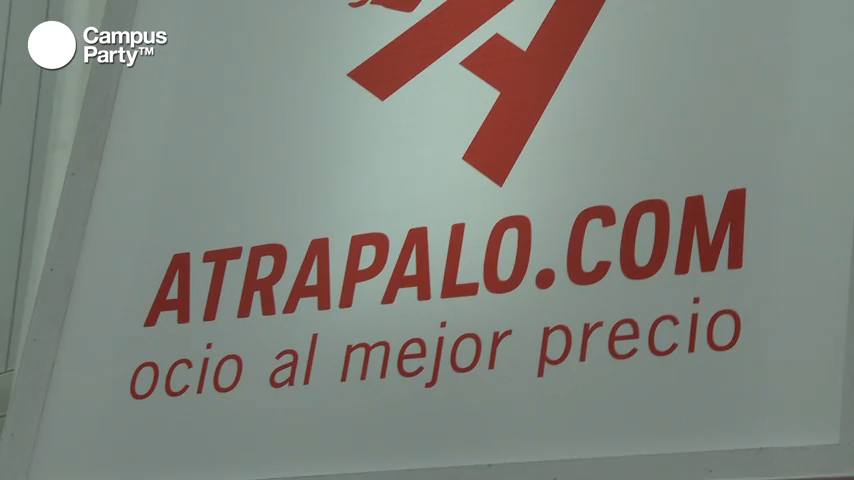 Campus
Party™
ATRAPALO.COM
ocio al mejor precio